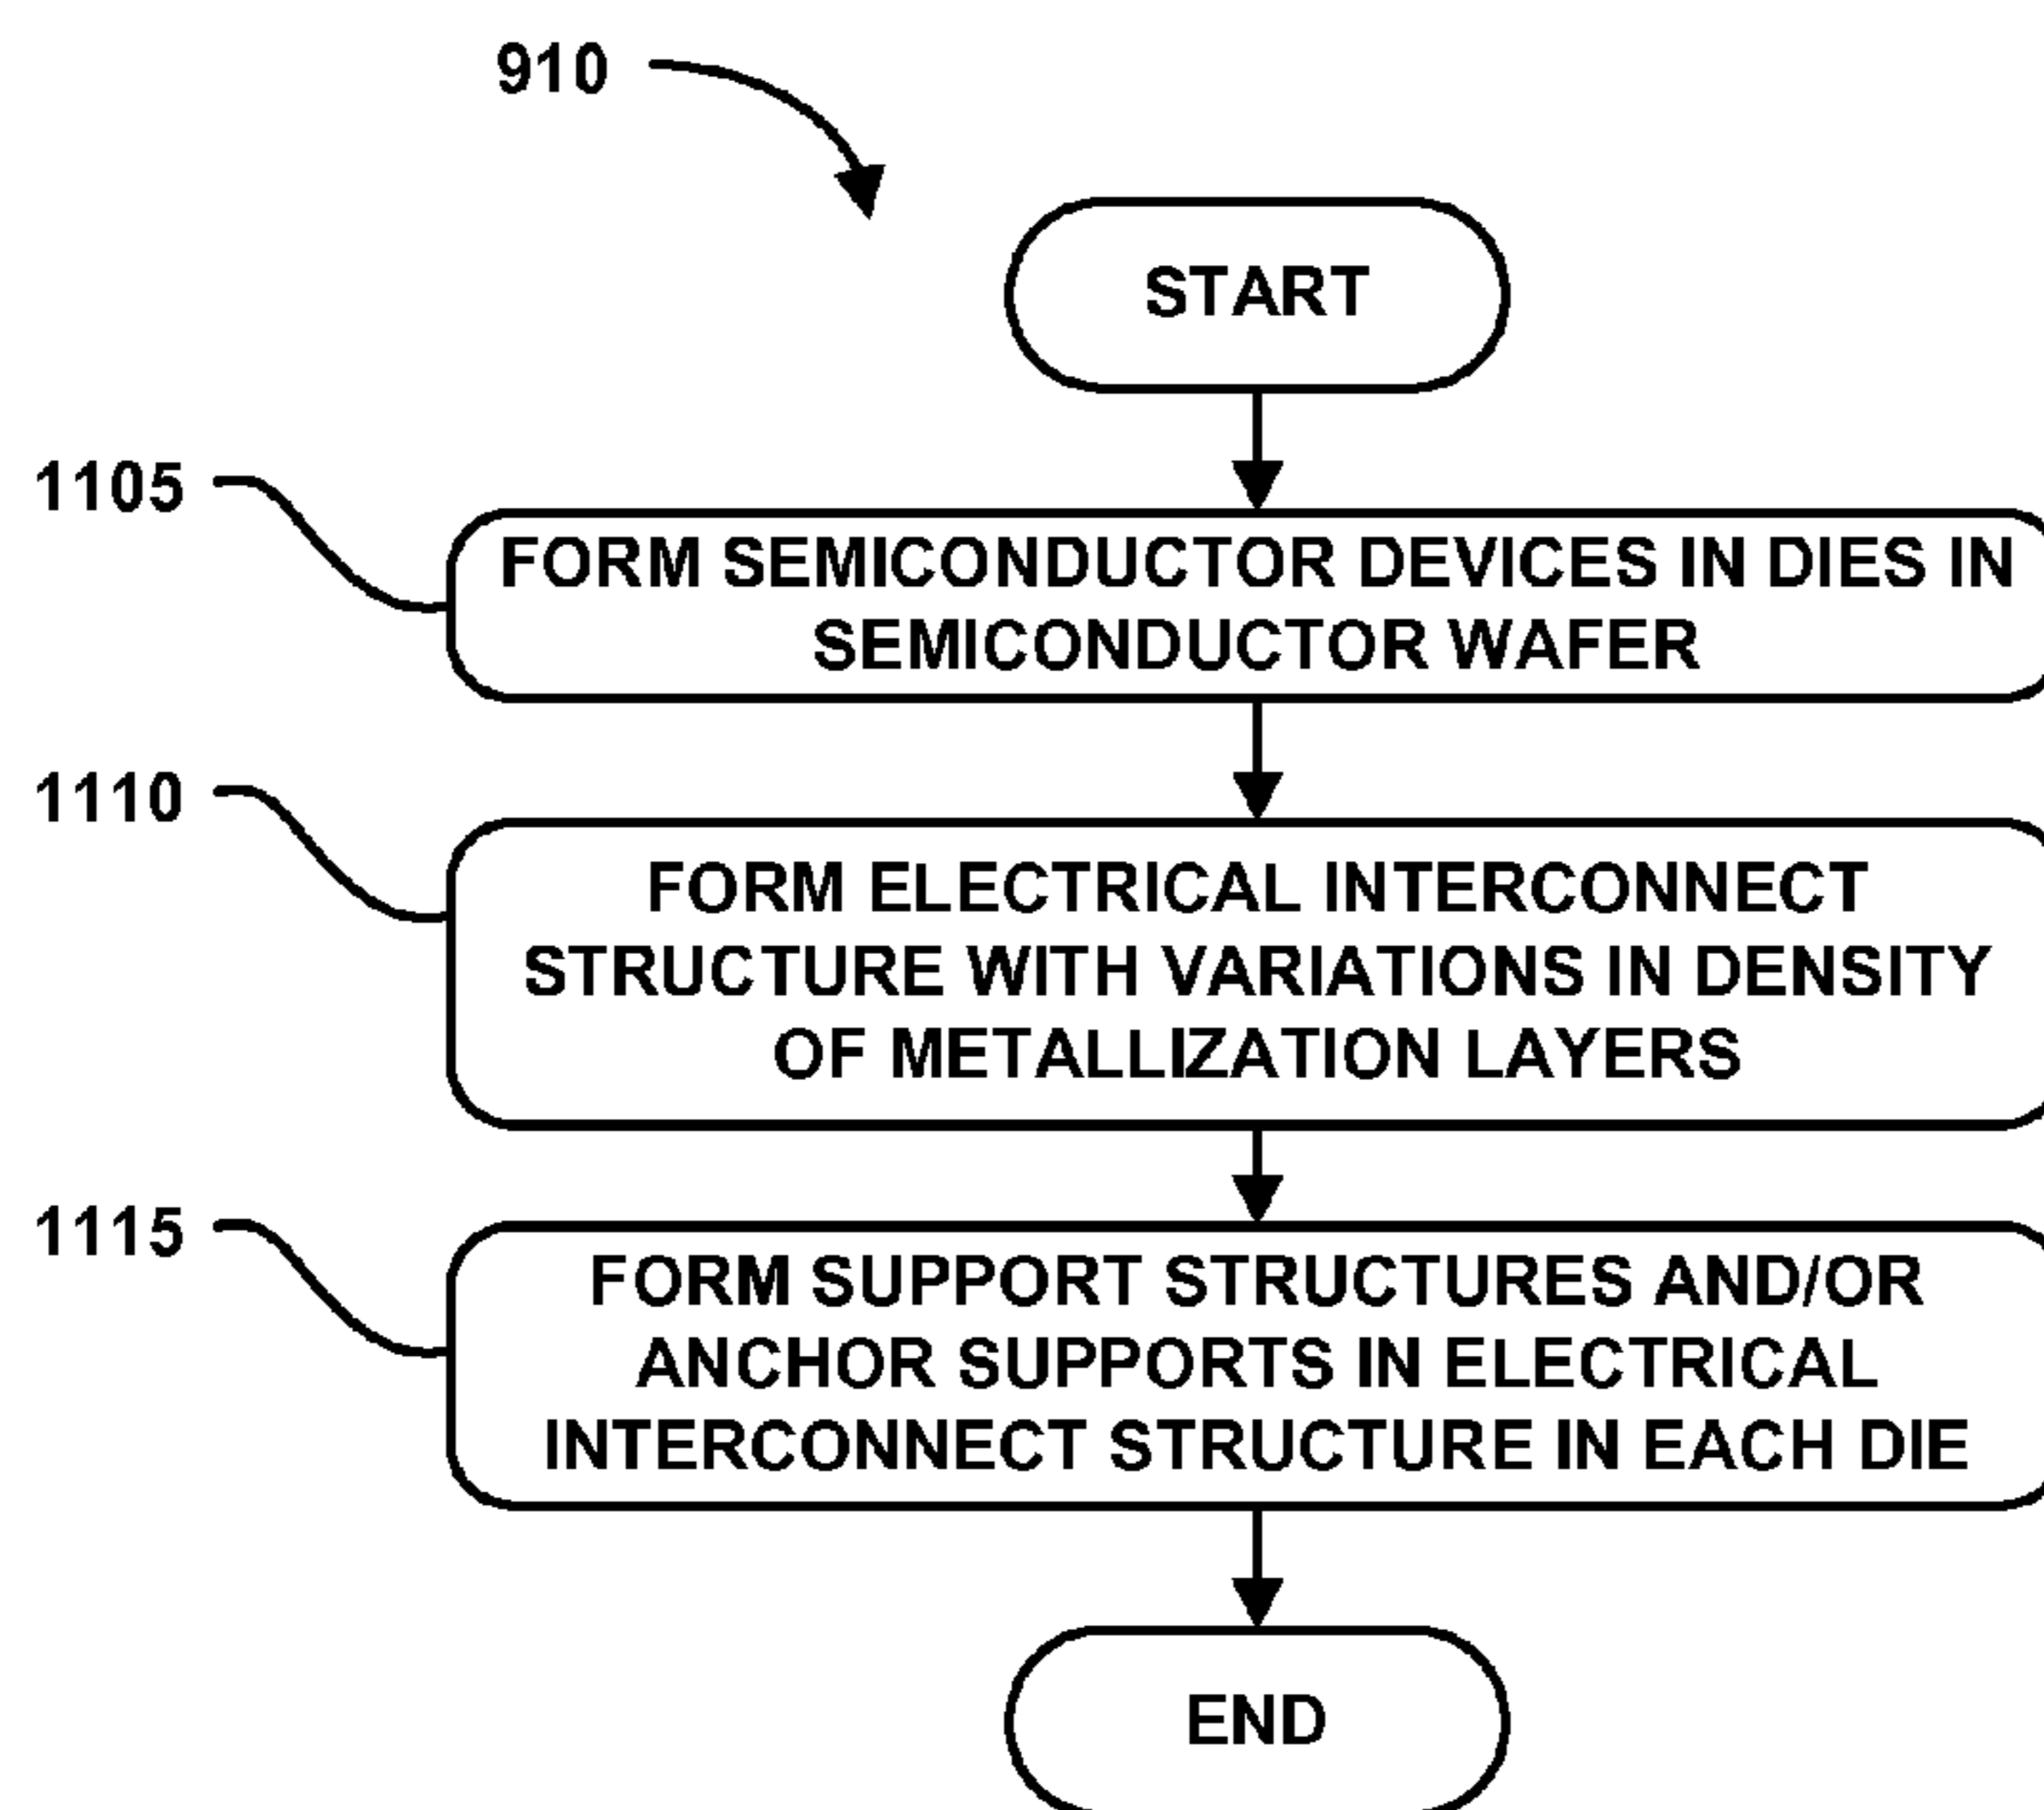 910
START
1105
FORM SEMICONDUCTOR DEVICES IN DIES IN
SEMICONDUCTOR WAFER
1110
FORM ELECTRICAL INTERCONNECT
STRUCTURE WITH VARIATIONS IN DENSITY
OF METALLIZATION LAYERS
1115
FORM SUPPORT STRUCTURES AND/OR
ANCHOR SUPPORTS IN ELECTRICAL
INTERCONNECT STRUCTURE IN EACH DIE
END